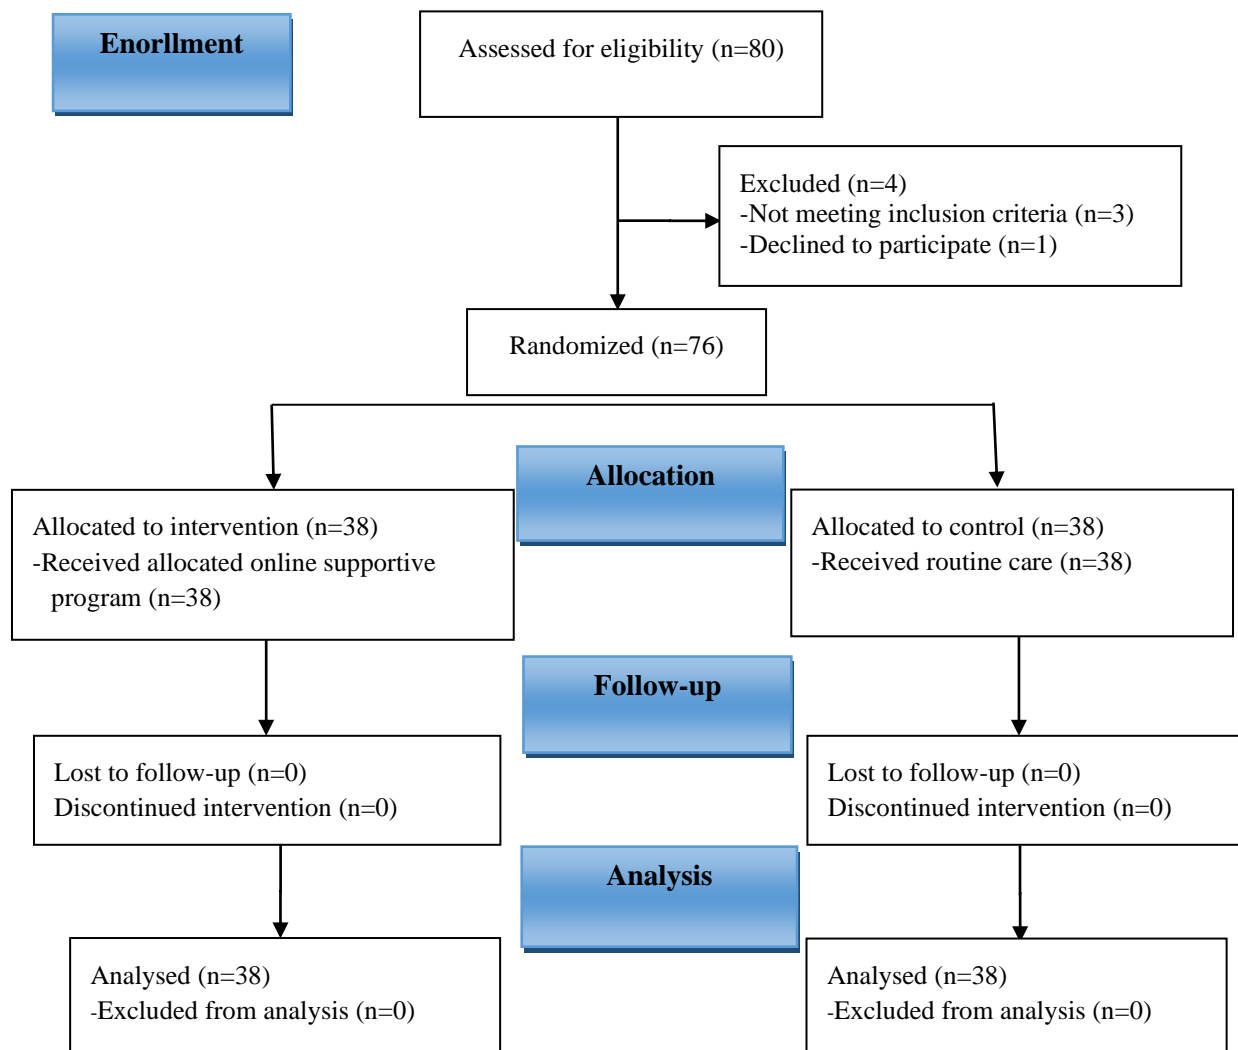 Enorllment
Assessed for eligibility (n=80)
Excluded (n=4)
-Not meeting inclusion criteria (n=3)
-Declined to participate (n=1)
Randomized (n=76)
Allocation
Allocated to intervention (n=38)
-Received allocated online supportive
program (n=38)
Allocated to control (n=38)
-Received routine care (n=38)
Follow-up
Lost to follow-up (n=0)
Discontinued intervention (n=0)
Lost to follow-up (n=0)
Discontinued intervention (n=0)
Analysis
Analysed (n=38)
-Excluded from analysis (n=0)
Analysed (n=38)
-Excluded from analysis (n=0)